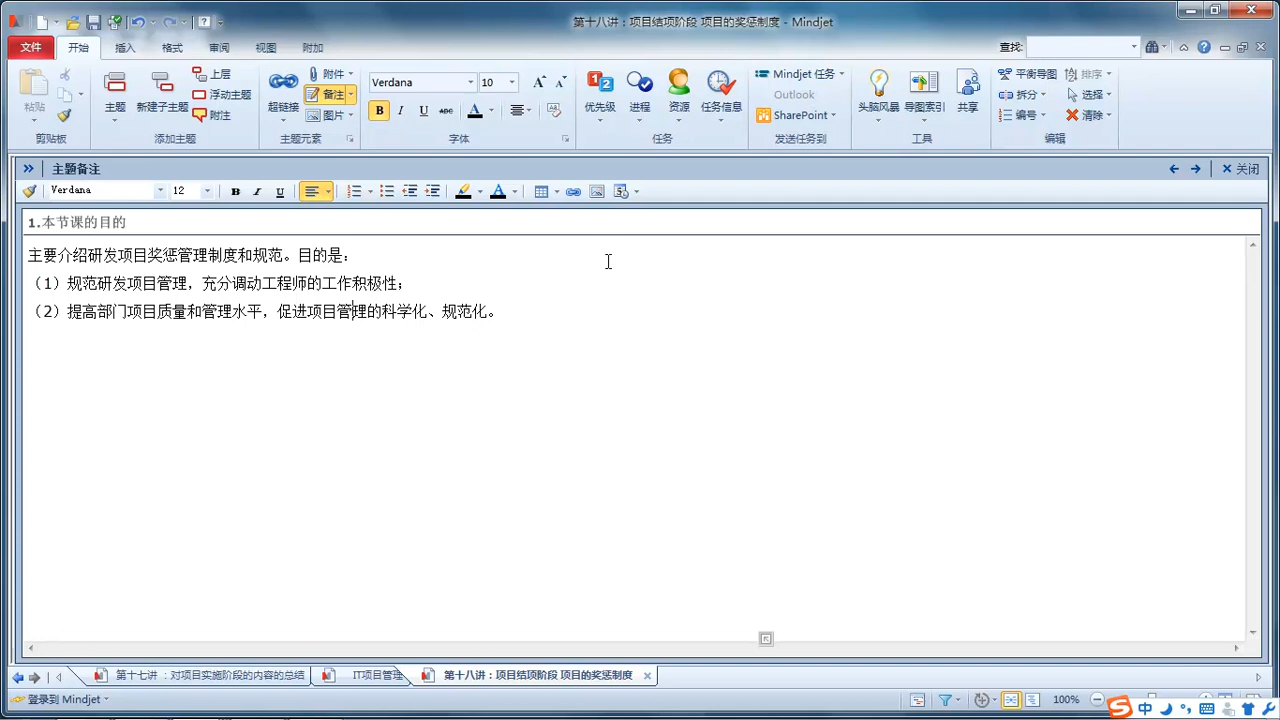 第十八讲：项目结项阶段 项目的奖惩制度 - Mindjet
文件 开始 插入 格式 审阅 视图 附加 查找:
粘贴 主题 新建子主题 上层 浮动主题 附注 超链接 附件 备注 图片 Verdana 10 优先级 进程 资源 任务信息 Mindjet 任务 Outlook SharePoint 头脑风暴 导图索引 共享 平衡导图 排序 拆分 选择 编号 清除
剪贴板 添加主题 主题元素 字体 任务 发送任务到 工具 编辑
主题备注 关闭
Verdana 12 B I U
1.本节课的目的
主要介绍研发项目奖惩管理制度和规范。目的是：
（1）规范研发项目管理，充分调动工程师的工作积极性；
（2）提高部门项目质量和管理水平，促进项目管理的科学化、规范化。
第十七讲 ：对项目实施阶段的内容的总结 IT项目管理 第十八讲：项目结项阶段 项目的奖惩制度
登录到 Mindjet 100% 中